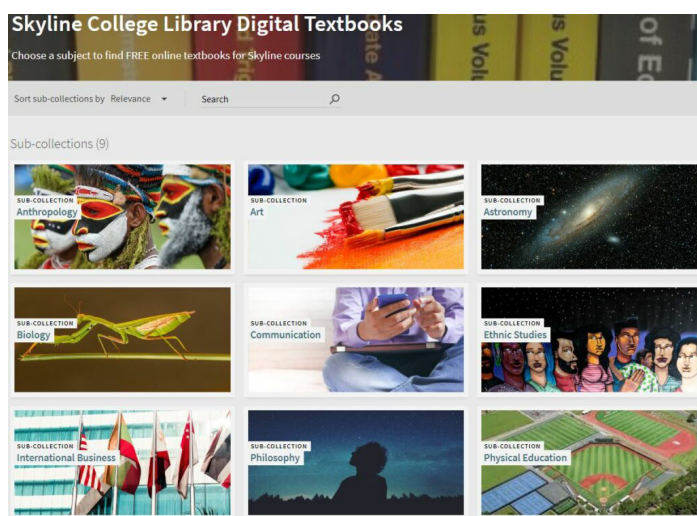 Skyline College Library Digital Textbooks
Choose a subject to find FREE online textbooks for Skyline courses
Sort sub-collections by Relevance
Search
Sub-collections (9)
SUB-COLLECTION
Anthropology
SUB-COLLECTION
Art
SUB-COLLECTION
Astronomy
SUB-COLLECTION
Biology
SUB-COLLECTION
Communication
SUB-COLLECTION
Ethnic Studies
SUB-COLLECTION
International Business
SUB-COLLECTION
Philosophy
SUB-COLLECTION
Physical Education